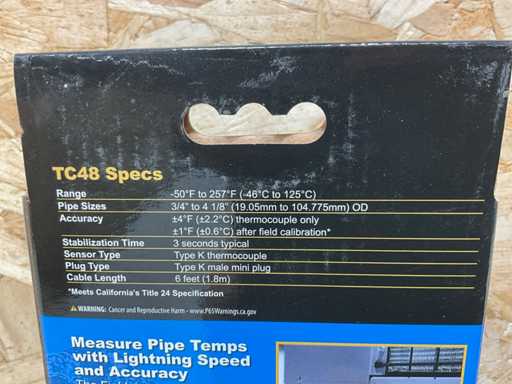 TC48 Specs
Range -50°F to 257°F (-46°C to 125°C)
Pipe Sizes 3/4" to 4 1/8" (19.05mm to 104.775mm) OD
Accuracy ±4°F (±2.2°C) thermocouple only
±1°F (±0.6°C) after field calibration*
Stabilization Time 3 seconds typical
Sensor Type Type K thermocouple
Plug Type Type K male mini plug
Cable Length 6 feet (1.8m)
*Meets California's Title 24 Specification
WARNING: Cancer and Reproductive Harm - www.P65Warnings.ca.gov
Measure Pipe Temps
with Lightning Speed
and Accuracy